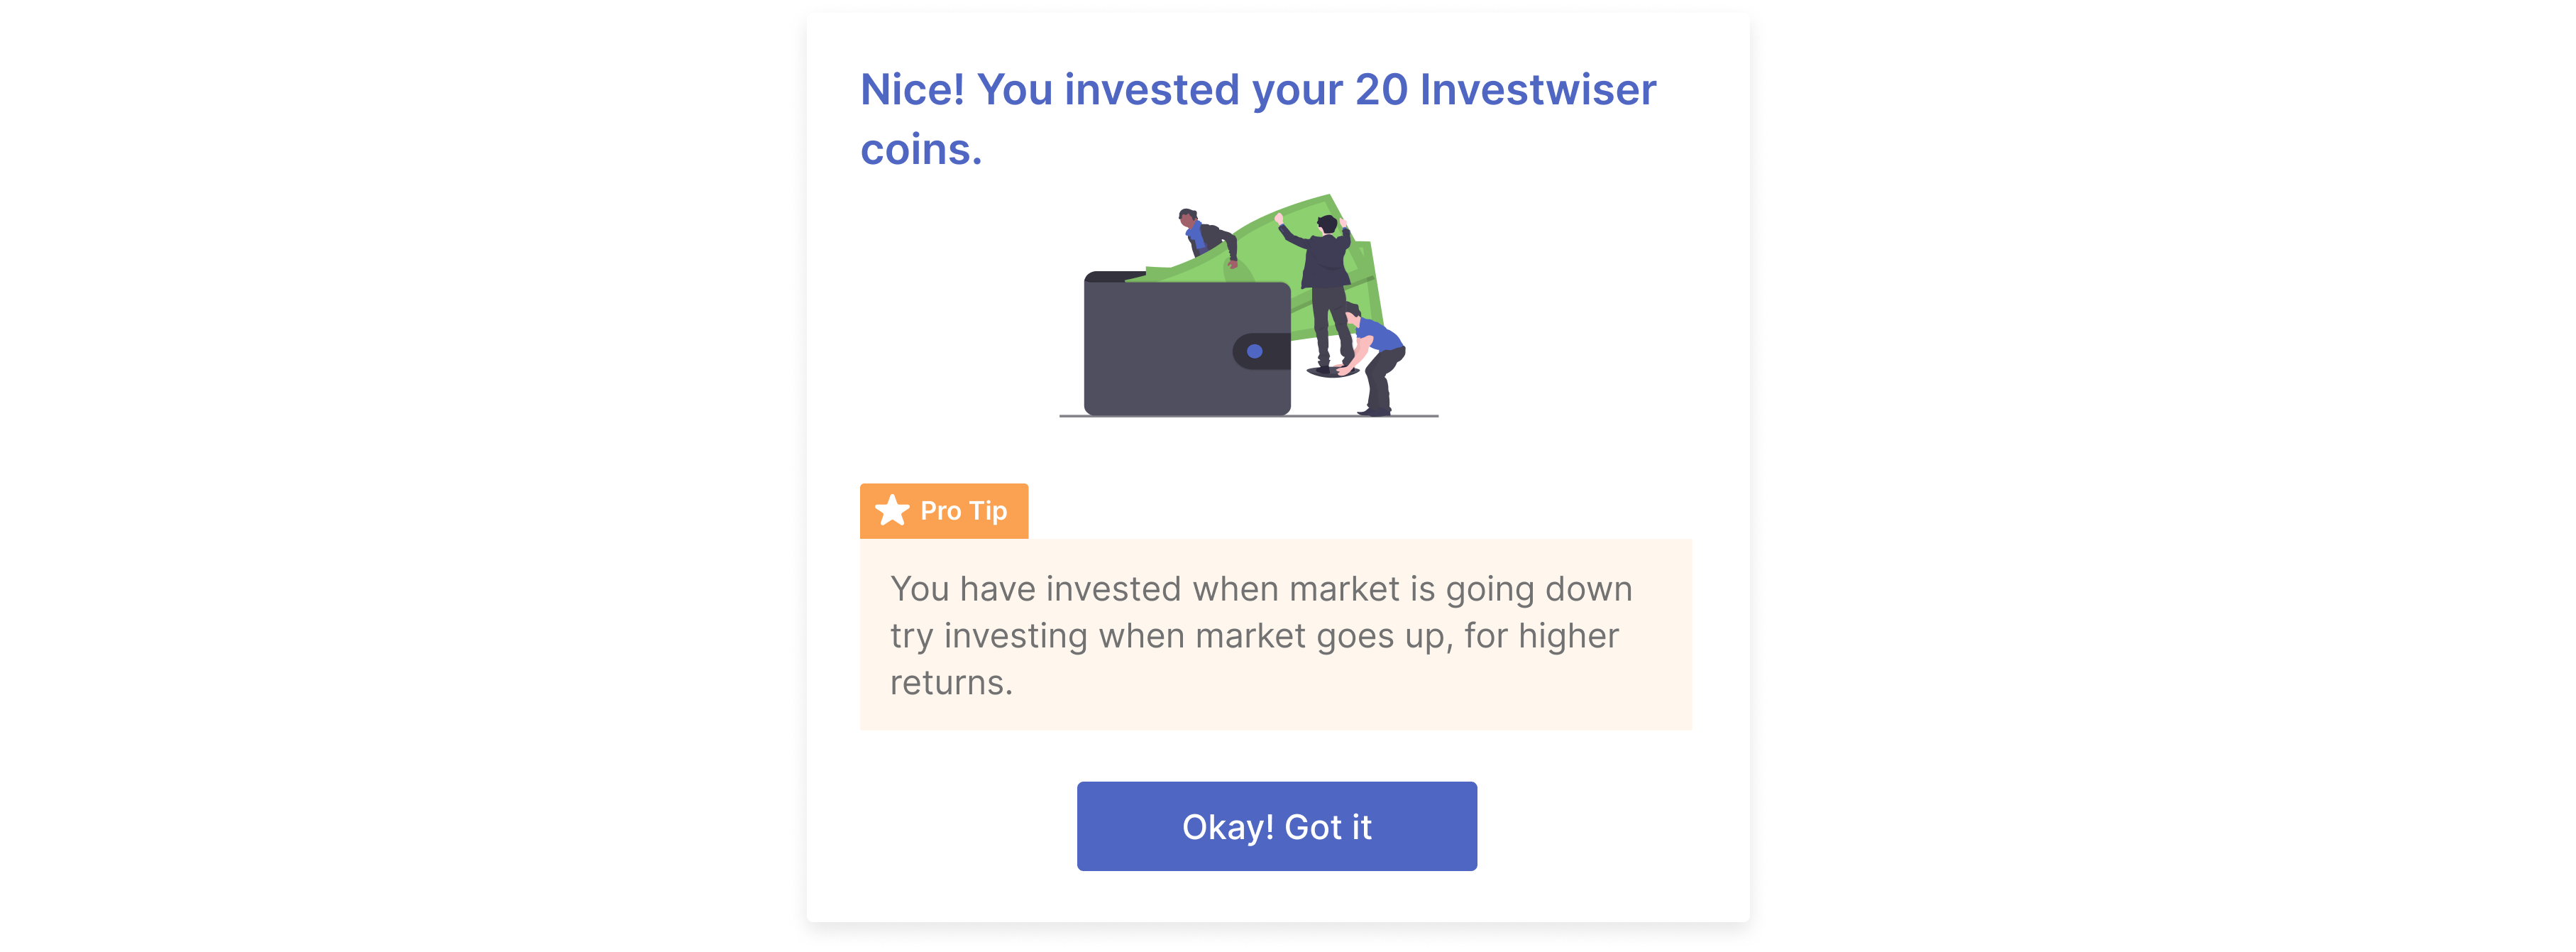 Nice! You invested your 20 Investwiser
coins.
Pro Tip
You have invested when market is going down
try investing when market goes up, for higher
returns.
Okay! Got it